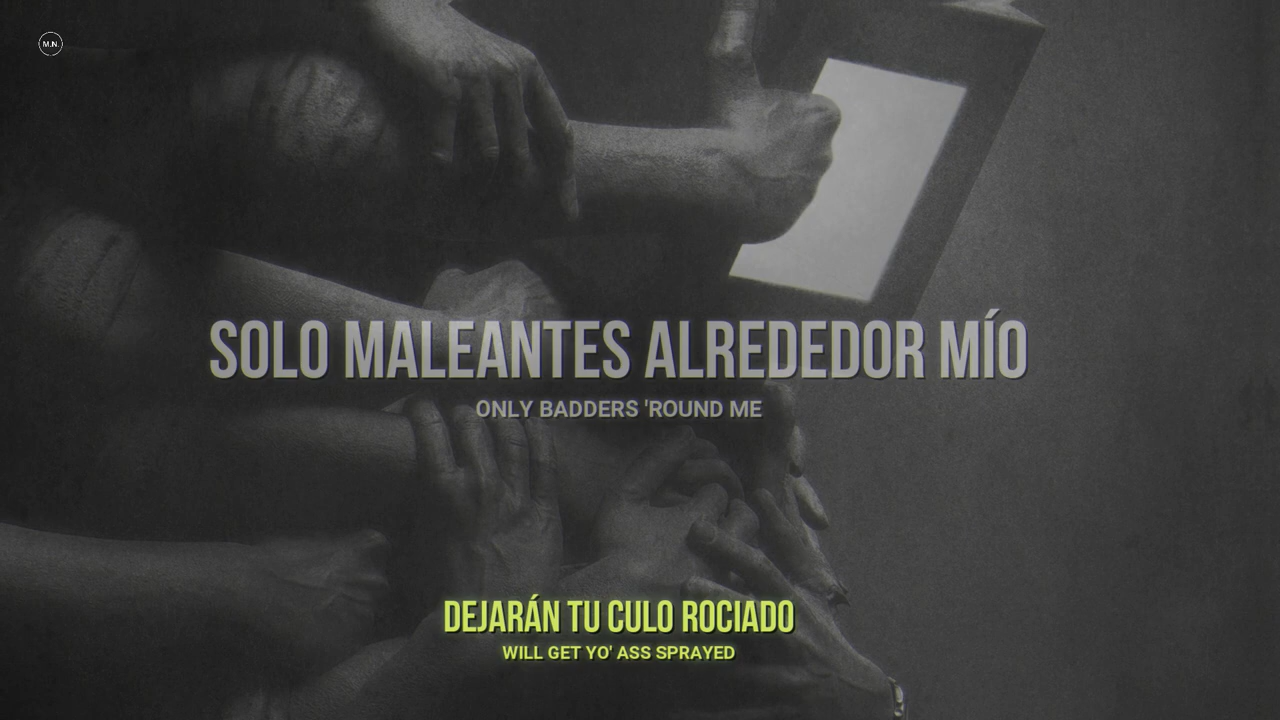 M.N.
SOLO MALEANTES ALREDEDOR MÍO
ONLY BADDERS 'ROUND ME
DEJARÁN TU CULO ROCIADO
WILL GET YO' ASS SPRAYED